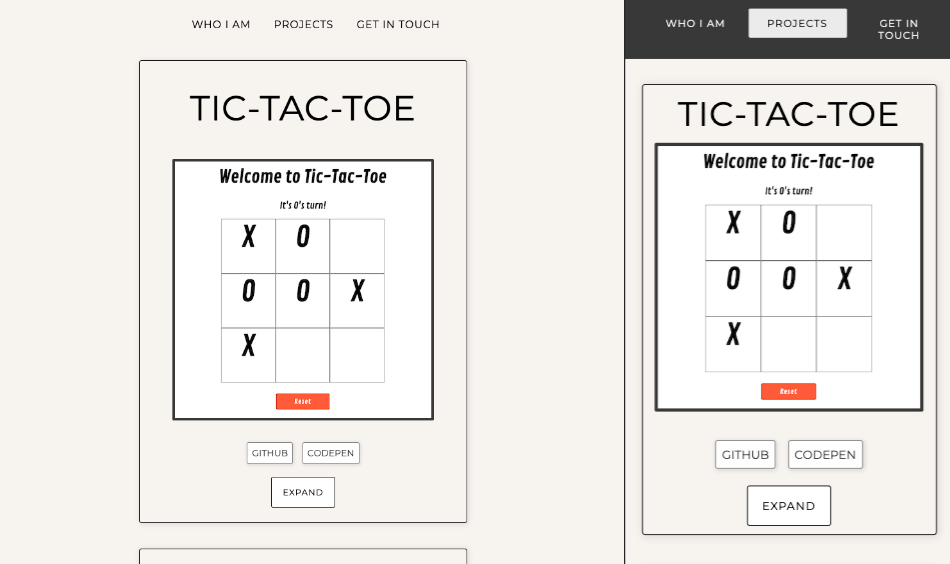 WHO I AM PROJECTS GET IN TOUCH
TIC-TAC-TOE
Welcome to Tic-Tac-Toe
It's O's turn!
X O
O O X
X
Reset
GITHUB CODEPEN
EXPAND
WHO I AM PROJECTS GET IN
TOUCH
TIC-TAC-TOE
Welcome to Tic-Tac-Toe
It's O's turn!
X O
O O X
X
Reset
GITHUB CODEPEN
EXPAND